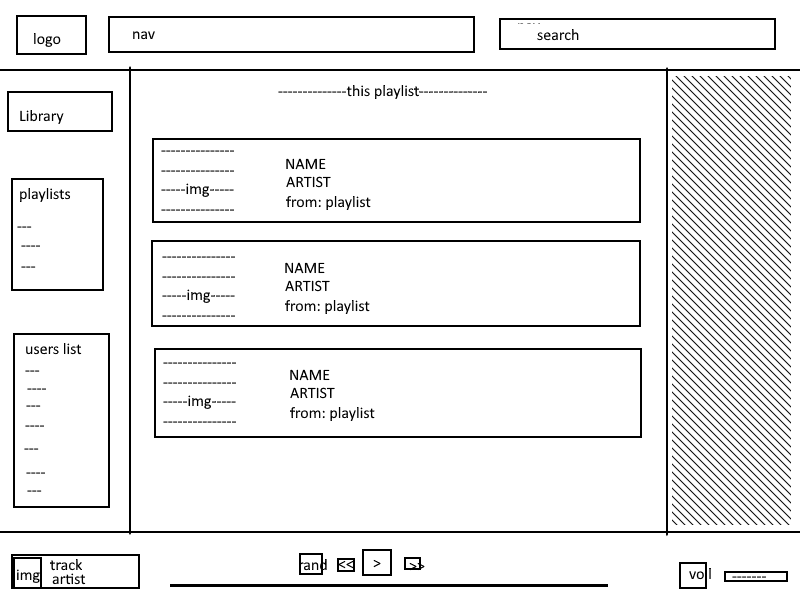 logo
nav
search
--------------this playlist--------------
Library
playlists
---
----
---
users list
---
----
---
----
---
----
---
---------------
---------------
-----img-----
---------------
NAME
ARTIST
from: playlist
---------------
---------------
-----img-----
---------------
NAME
ARTIST
from: playlist
---------------
---------------
-----img-----
---------------
NAME
ARTIST
from: playlist
img
track
artist
rand
<<
>
>>
vol
-------